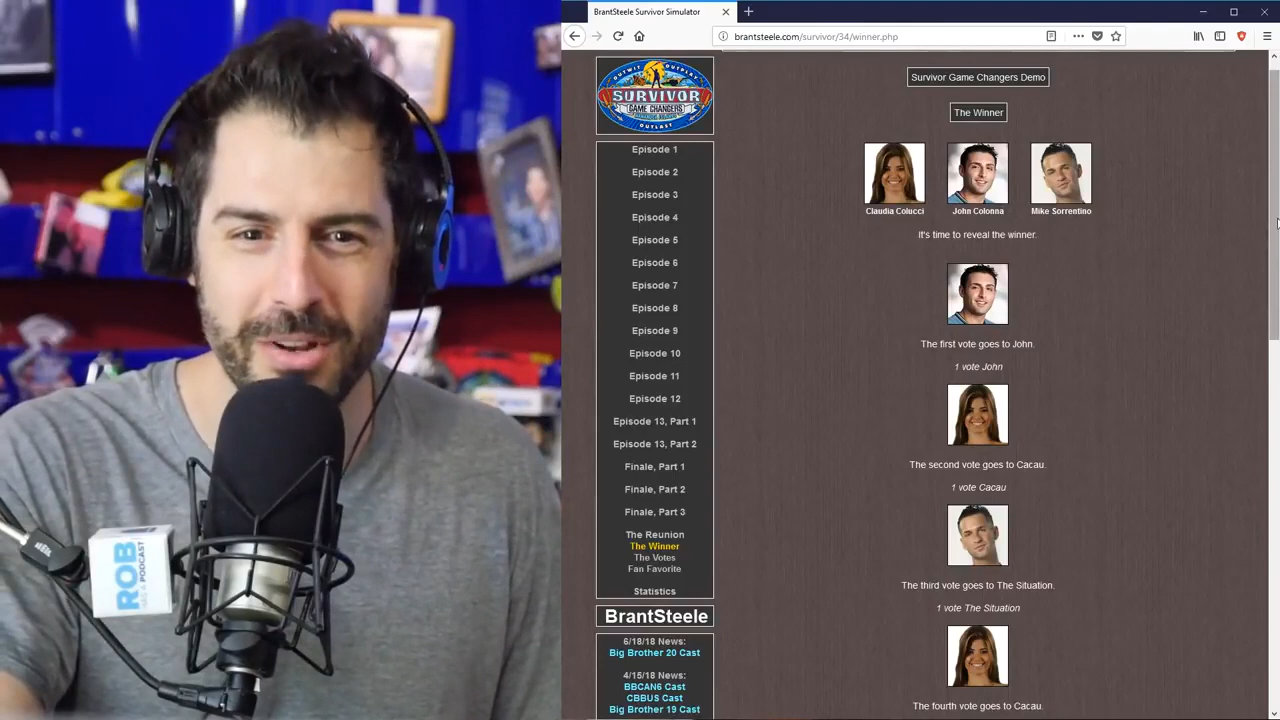 BrantSteele Survivor Simulator
brantsteele.com/survivor/34/winner.php
OUTWIT OUTPLAY
SURVIVOR
GAME CHANGERS
OUTLAST
Episode 1
Episode 2
Episode 3
Episode 4
Episode 5
Episode 6
Episode 7
Episode 8
Episode 9
Episode 10
Episode 11
Episode 12
Episode 13, Part 1
Episode 13, Part 2
Finale, Part 1
Finale, Part 2
Finale, Part 3
The Reunion
The Winner
The Votes
Fan Favorite
Statistics
BrantSteele
6/18/18 News:
Big Brother 20 Cast
4/15/18 News:
BBCAN6 Cast
CBBUS Cast
Big Brother 19 Cast
Survivor Game Changers Demo
The Winner
Claudia Colucci
John Colonna
Mike Sorrentino
It's time to reveal the winner.
The first vote goes to John.
1 vote John
The second vote goes to Cacau.
1 vote Cacau
The third vote goes to The Situation.
1 vote The Situation
The fourth vote goes to Cacau.
ROB
HAS A PODCAST